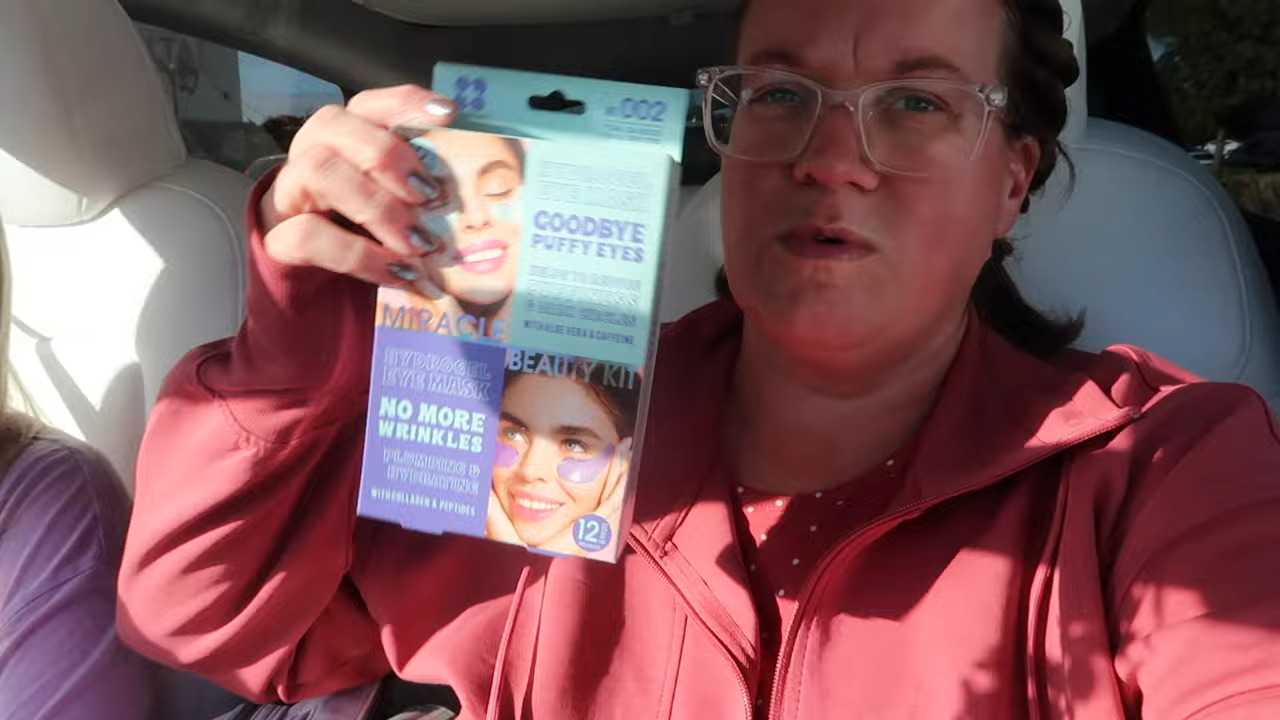 002
GOODBYE
PUFFY EYES
WITH ALOE VERA & CAFFEINE
MIRACLE
BEAUTY KIT
HYDROGEL
EYE MASK
NO MORE
WRINKLES
PLUMPING &
HYDRATING
WITH COLLAGEN & PEPTIDES
12